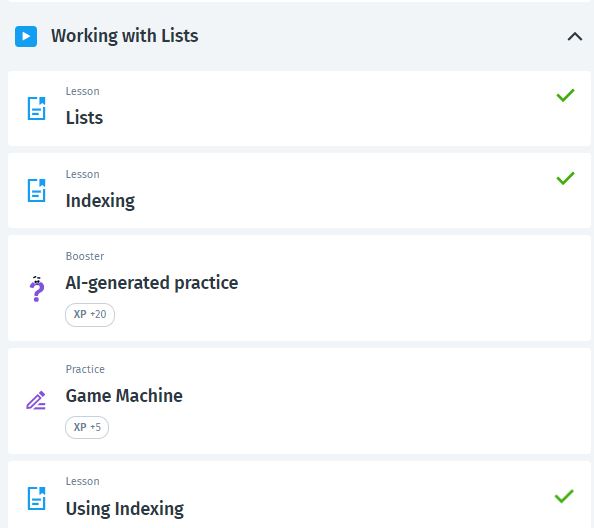 Working with Lists
Lesson
Lists
Lesson
Indexing
Booster
AI-generated practice
XP +20
Practice
Game Machine
XP +5
Lesson
Using Indexing